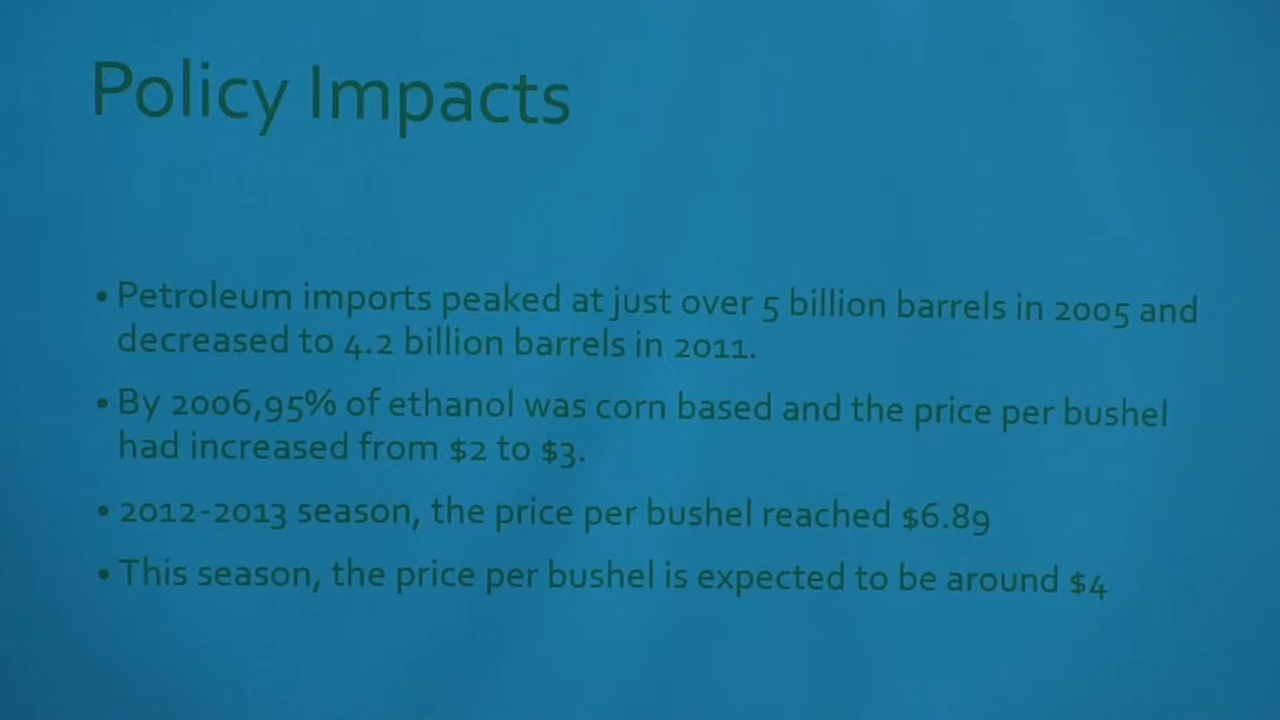 Policy Impacts
• Petroleum imports peaked at just over 5 billion barrels in 2005 and
decreased to 4.2 billion barrels in 2011.
• By 2006,95% of ethanol was corn based and the price per bushel
had increased from $2 to $3.
• 2012-2013 season, the price per bushel reached $6.89
• This season, the price per bushel is expected to be around $4